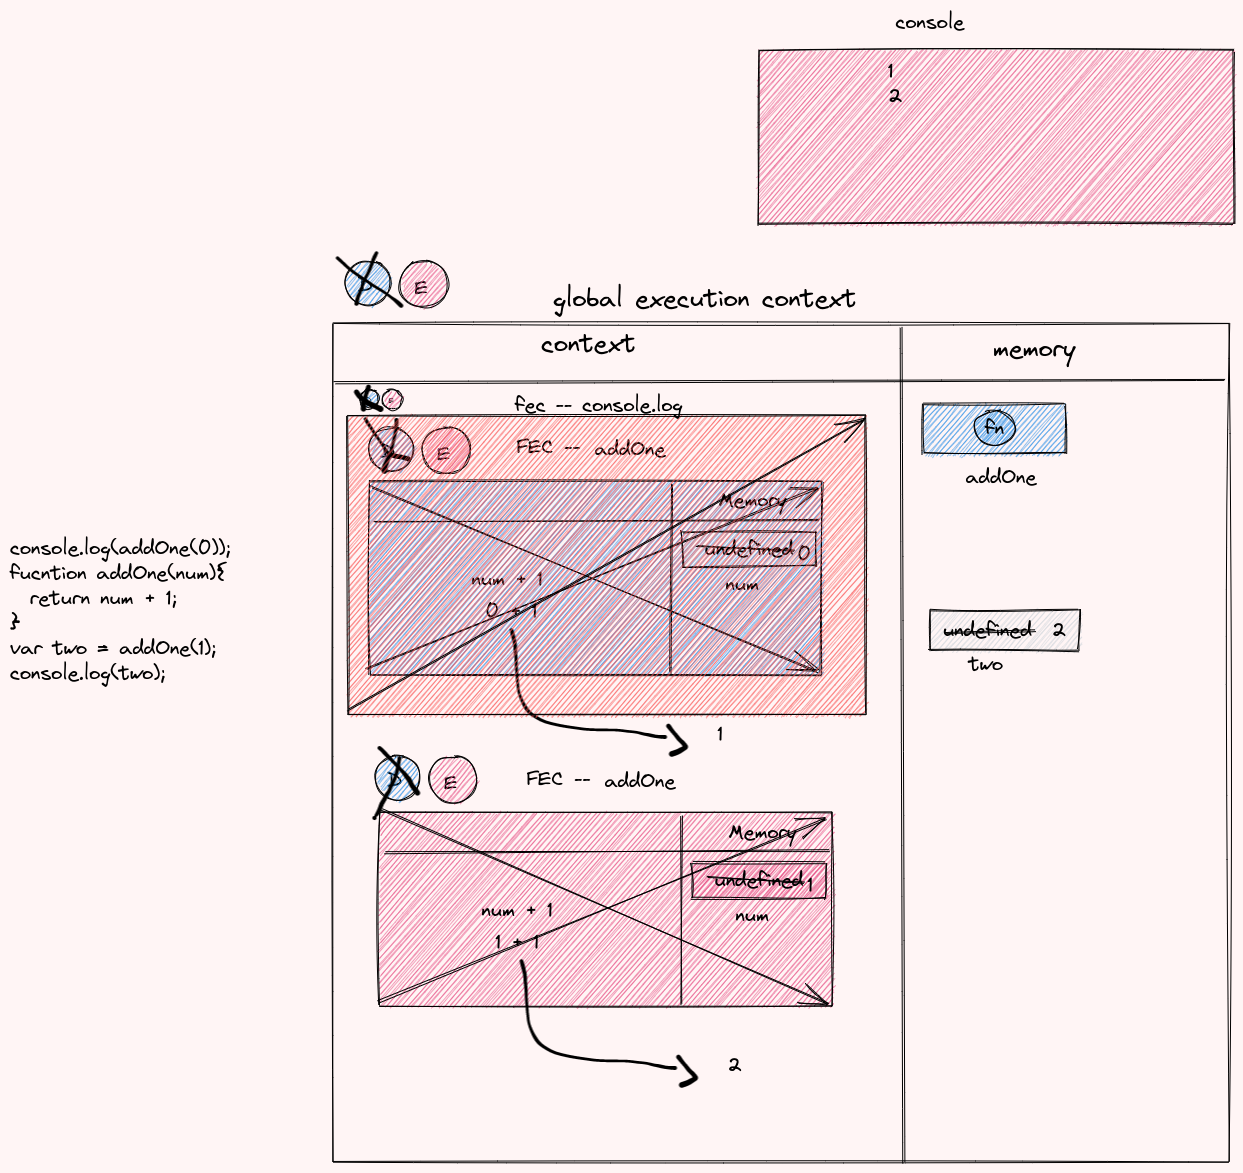 console
1
2
D E
global execution context
context
memory
E
fec -- console.log
E
FEC -- addOne
fn
addOne
Memory
undefined 0
num
num + 1
0 + 1
1
console.log(addOne(0));
fucntion addOne(num){
return num + 1;
}
var two = addOne(1);
console.log(two);
undefined 2
two
D E
FEC -- addOne
Memory
undefined 1
num
num + 1
1 + 1
2